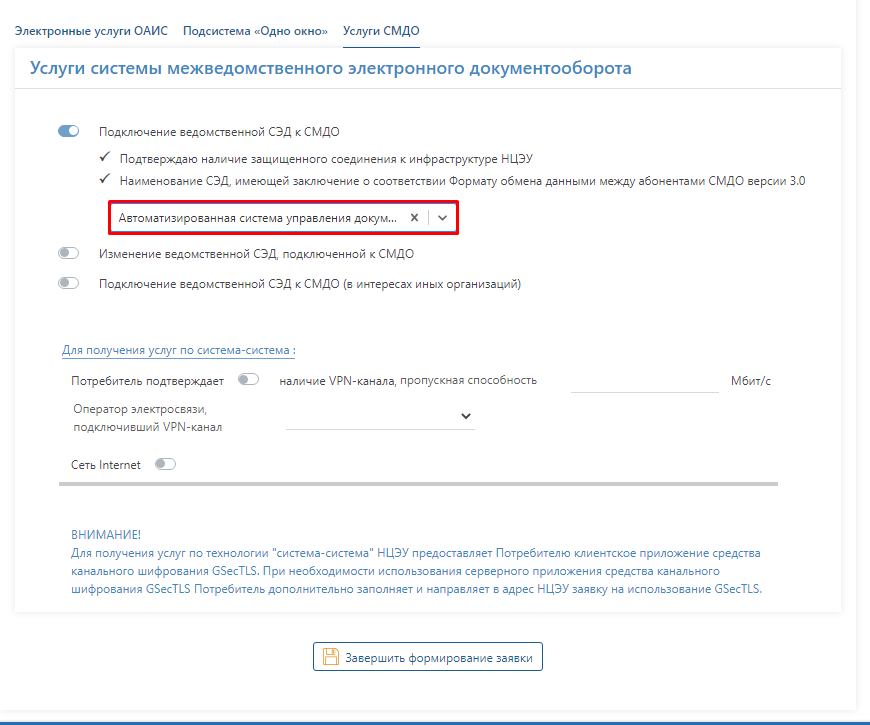 Электронные услуги ОАИС Подсистема «Одно окно» Услуги СМДО
Услуги системы межведомственного электронного документооборота
Подключение ведомственной СЭД к СМДО
Подтверждаю наличие защищенного соединения к инфраструктуре НЦЭУ
Наименование СЭД, имеющей заключение о соответствии Формату обмена данными между абонентами СМДО версии 3.0
Автоматизированная система управления докум...
Изменение ведомственной СЭД, подключенной к СМДО
Подключение ведомственной СЭД к СМДО (в интересах иных организаций)
Для получения услуг по система-система :
Потребитель подтверждает наличие VPN-канала, пропускная способность Мбит/с
Оператор электросвязи,
подключивший VPN-канал
Сеть Internet
ВНИМАНИЕ!
Для получения услуг по технологии "система-система" НЦЭУ предоставляет Потребителю клиентское приложение средства
канального шифрования GSecTLS. При необходимости использования серверного приложения средства канального
шифрования GSecTLS Потребитель дополнительно заполняет и направляет в адрес НЦЭУ заявку на использование GSecTLS.
Завершить формирование заявки